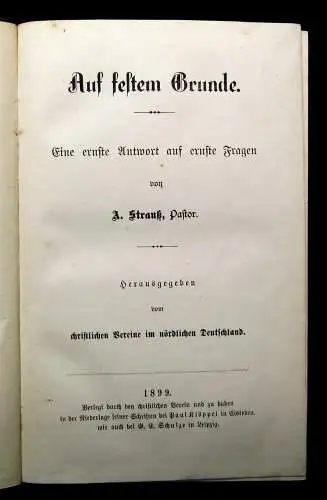 Auf festem Grunde.
Eine ernste Antwort auf ernste Fragen
von
A. Strauß, Pastor.
Herausgegeben
vom
christlichen Vereine im nördlichen Deutschland.
1899.
Verlegt durch den christlichen Verein und zu haben
in der Niederlage seiner Schriften bei Paul Klöppel in Eisleben,
wie auch bei G. E. Schulze in Leipzig.